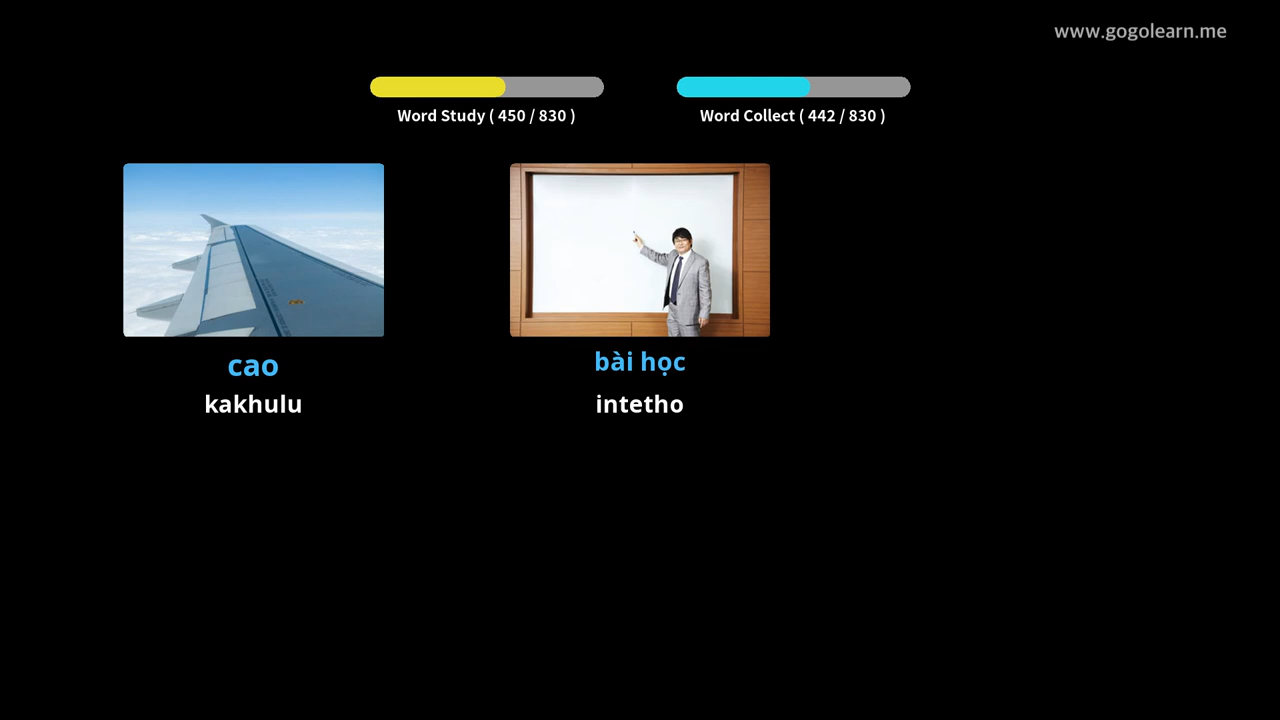 www.gogolearn.me
Word Study ( 450 / 830 )
Word Collect ( 442 / 830 )
cao
kakhulu
bài học
intetho